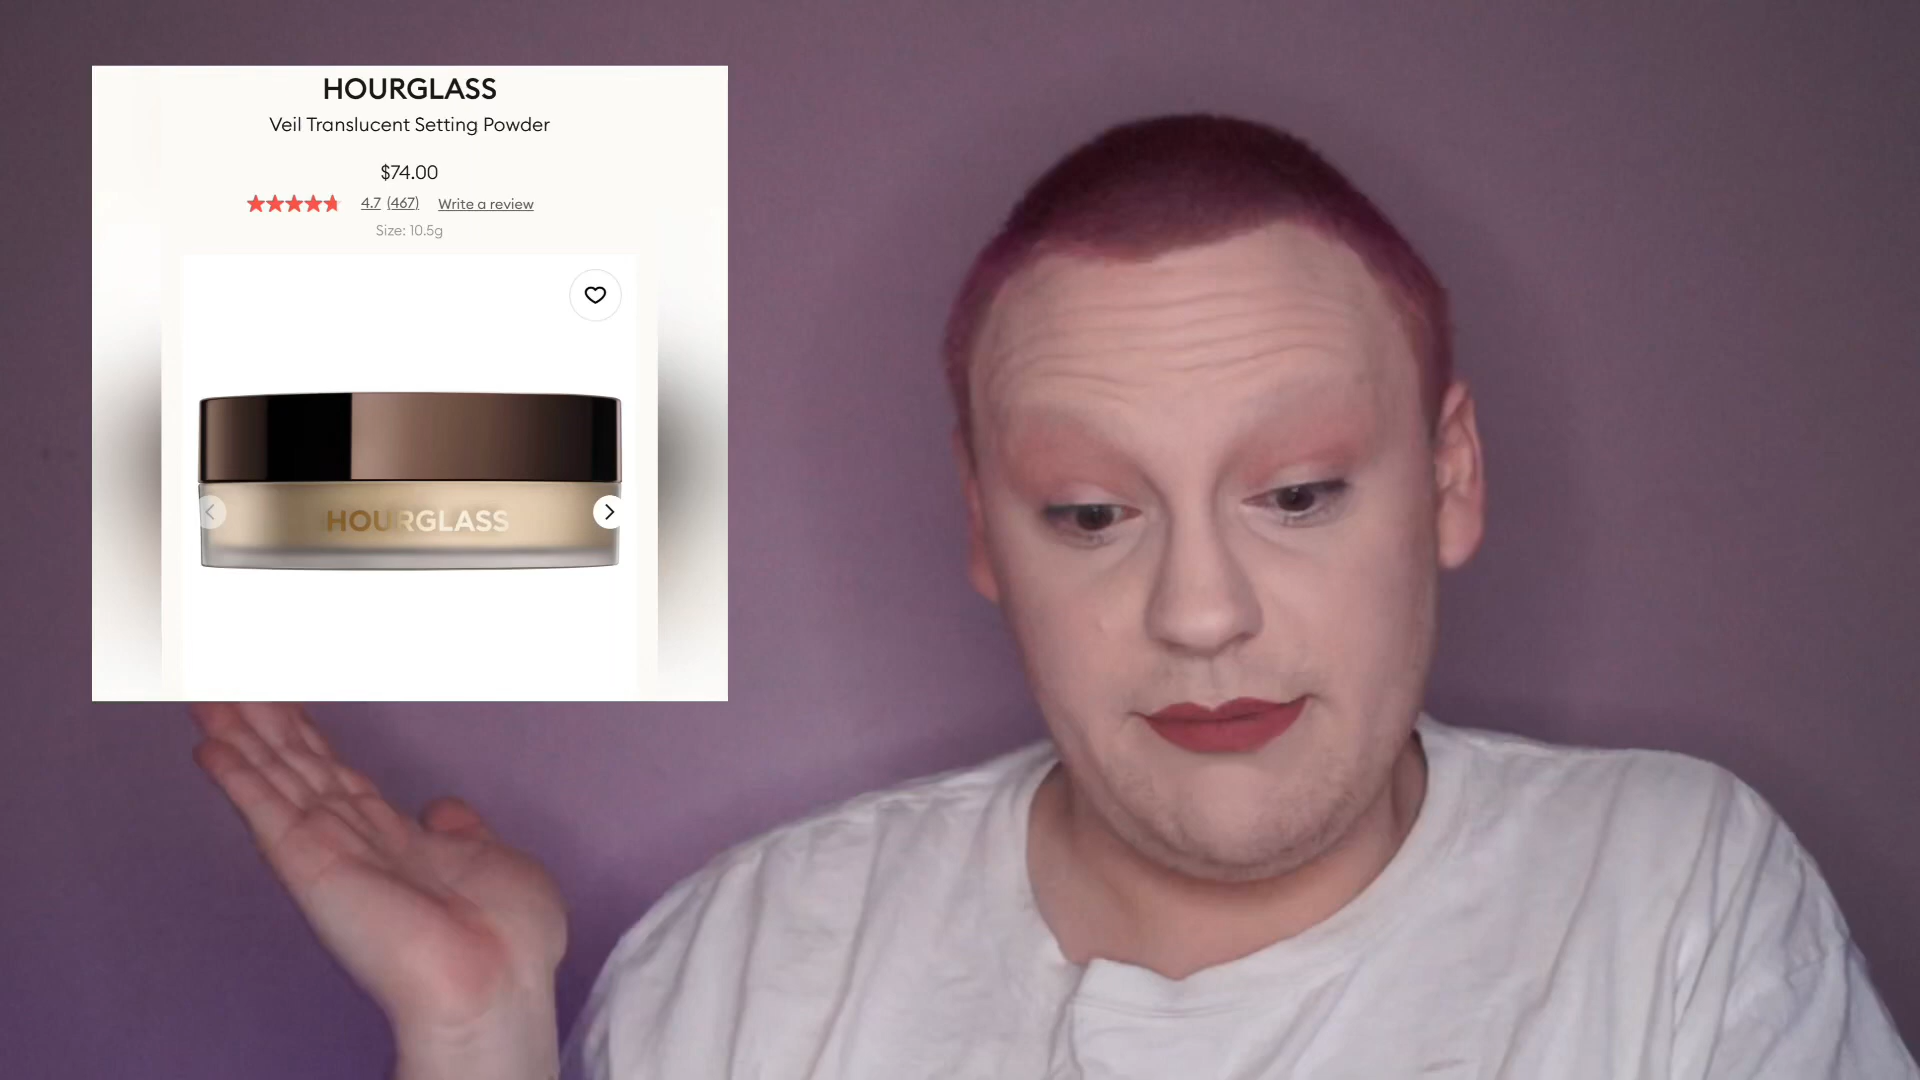 HOURGLASS
Veil Translucent Setting Powder
$74.00
4.7 (467) Write a review
Size: 10.5g
HOURGLASS